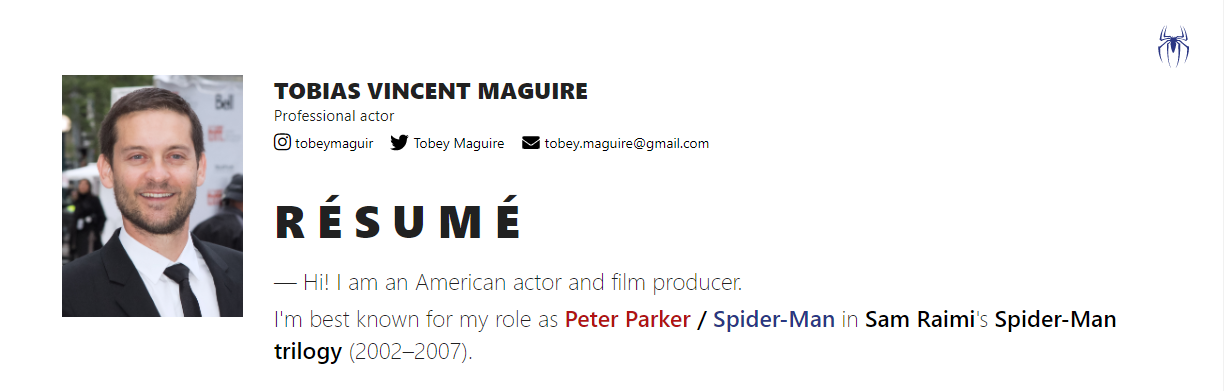 Bell
TOBIAS VINCENT MAGUIRE
Professional actor
tobeymaguir Tobey Maguire tobey.maguire@gmail.com
RÉSUMÉ
— Hi! I am an American actor and film producer.
I'm best known for my role as Peter Parker / Spider-Man in Sam Raimi's Spider-Man
trilogy (2002–2007).